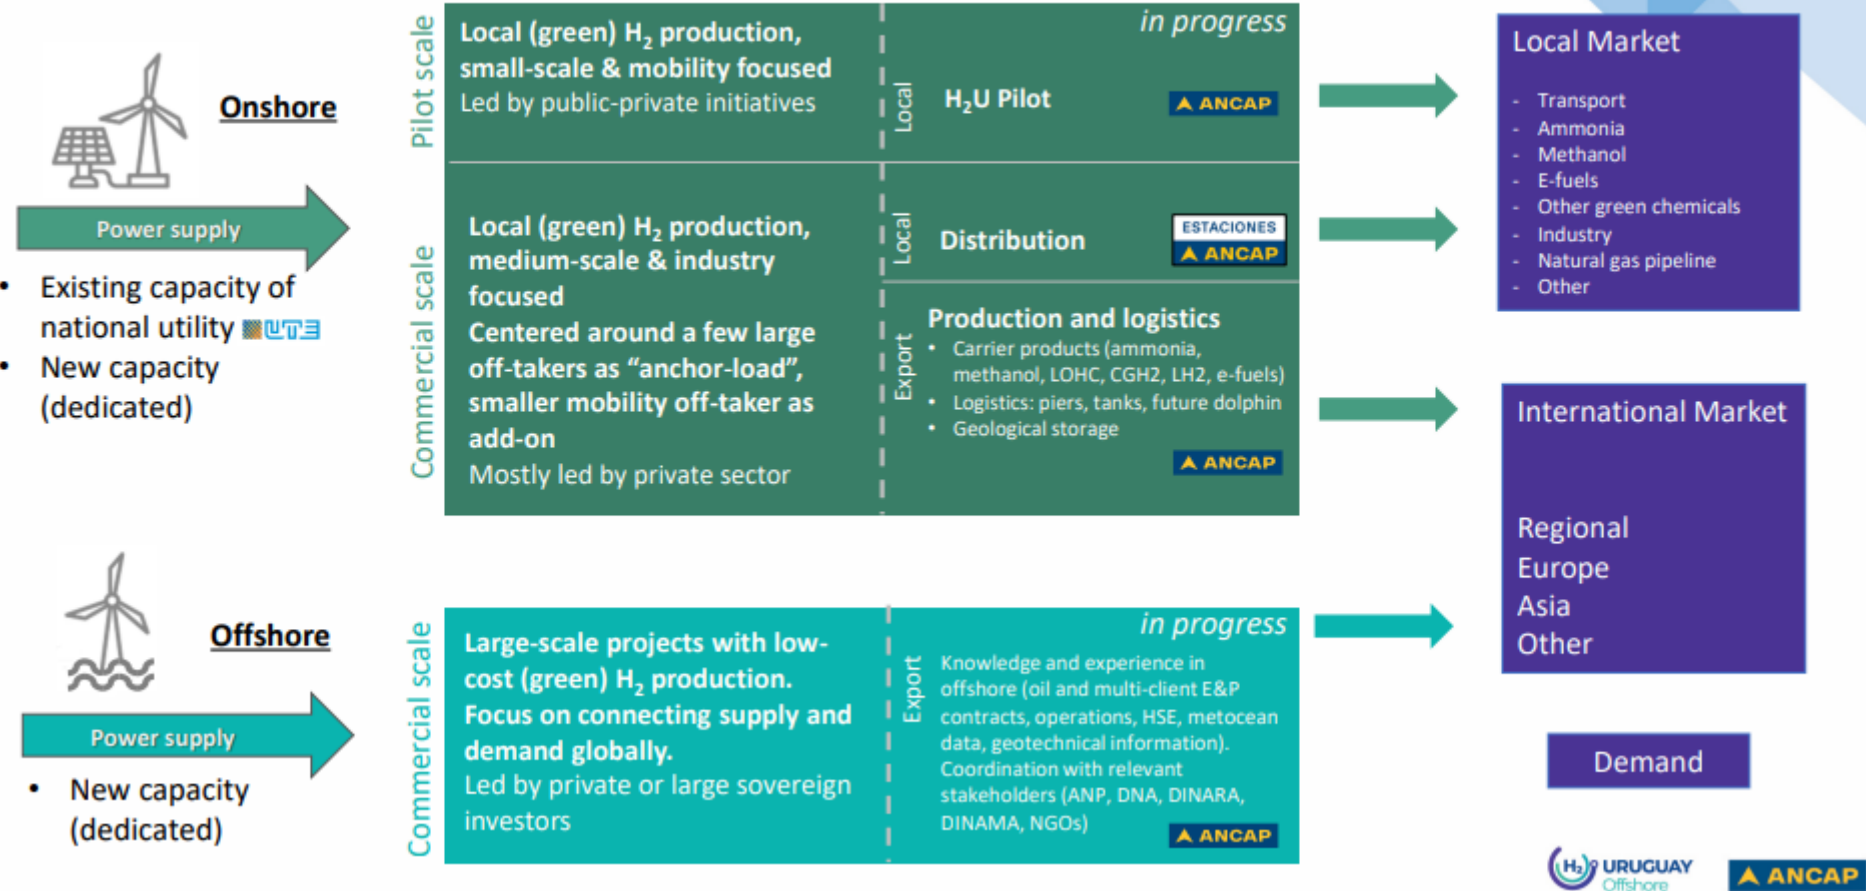 Onshore
Power supply
• Existing capacity of
national utility UTE
• New capacity
(dedicated)
Pilot scale
Local (green) H₂ production,
small-scale & mobility focused
Led by public-private initiatives
in progress
Local
H₂U Pilot
ANCAP
Commercial scale
Local (green) H₂ production,
medium-scale & industry
focused
Centered around a few large
off-takers as “anchor-load”,
smaller mobility off-taker as
add-on
Mostly led by private sector
Local
Distribution
ESTACIONES
ANCAP
Export
Production and logistics
• Carrier products (ammonia,
methanol, LOHC, CGH2, LH2, e-fuels)
• Logistics: piers, tanks, future dolphin
• Geological storage
ANCAP
Local Market
- Transport
- Ammonia
- Methanol
- E-fuels
- Other green chemicals
- Industry
- Natural gas pipeline
- Other
International Market
Regional
Europe
Asia
Other
Offshore
Power supply
• New capacity
(dedicated)
Commercial scale
Large-scale projects with low-
cost (green) H₂ production.
Focus on connecting supply and
demand globally.
Led by private or large sovereign
investors
in progress
Export
Knowledge and experience in
offshore (oil and multi-client E&P
contracts, operations, HSE, metocean
data, geotechnical information).
Coordination with relevant
stakeholders (ANP, DNA, DINARA,
DINAMA, NGOs)
ANCAP
Demand
H₂ URUGUAY
Offshore
ANCAP